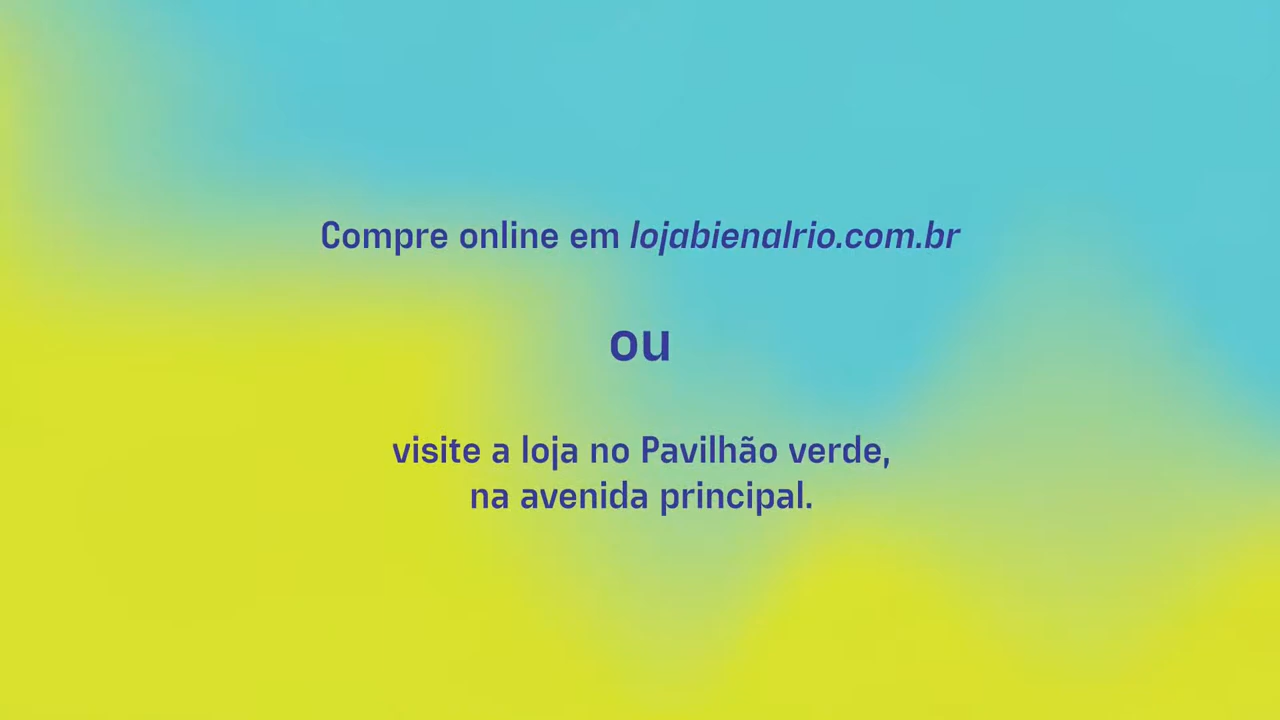 Compre online em lojabienalrio.com.br
ou
visite a loja no Pavilhão verde,
na avenida principal.